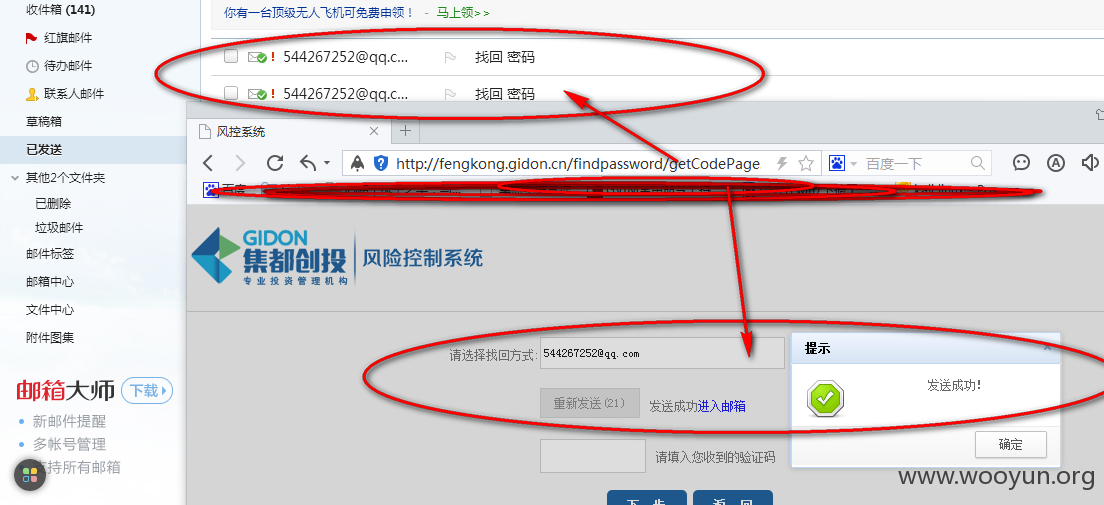 收件箱 (141)
红旗邮件
待办邮件
联系人邮件
草稿箱
已发送
其他2个文件夹
已删除
垃圾邮件
邮件标签
邮箱中心
文件中心
附件图集
邮箱大师 下载
新邮件提醒
多帐号管理
支持所有邮箱
你有一台顶级无人飞机可免费申领！ - 马上领>>
! 544267252@qq.c... 找回 密码
! 544267252@qq.c... 找回 密码
风控系统
http://fengkong.gidon.cn/findpassword/getCodePage
百度一下
百度
GIDON
集都创投
专业投资管理机构
风险控制系统
请选择找回方式: 544267252@qq.com
重新发送(21) 发送成功进入邮箱
请填入您收到的验证码
下一步 返 回
提示
发送成功!
确定
www.wooyun.org